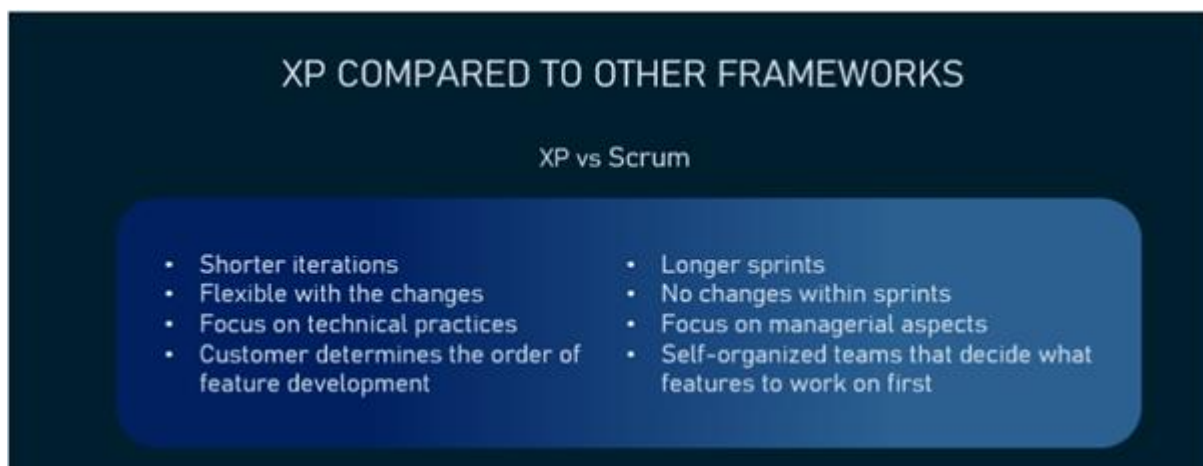 XP COMPARED TO OTHER FRAMEWORKS
XP vs Scrum
• Shorter iterations
• Flexible with the changes
• Focus on technical practices
• Customer determines the order of
feature development
• Longer sprints
• No changes within sprints
• Focus on managerial aspects
• Self-organized teams that decide what
features to work on first